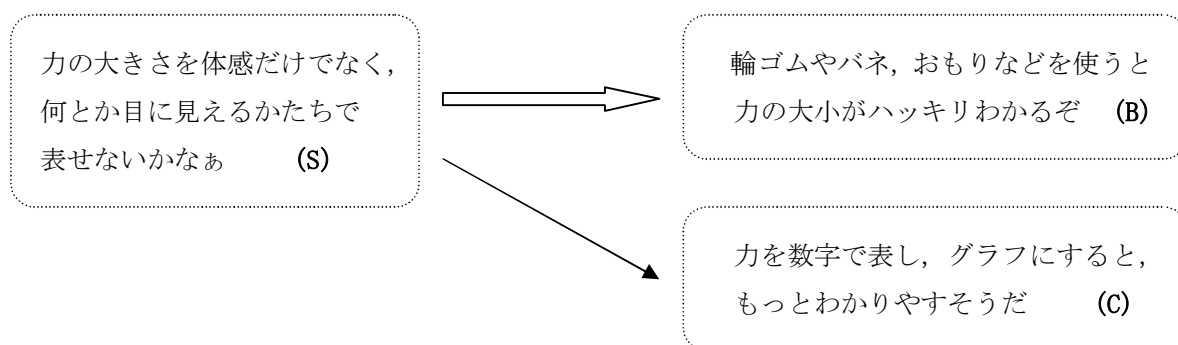 力の大きさを体感だけでなく,
何とか目に見えるかたちで
表せないかなぁ (S)
輪ゴムやバネ, おもりなどを使うと
力の大小がハッキリわかるぞ (B)
力を数字で表し, グラフにすると,
もっとわかりやすそうだ (C)